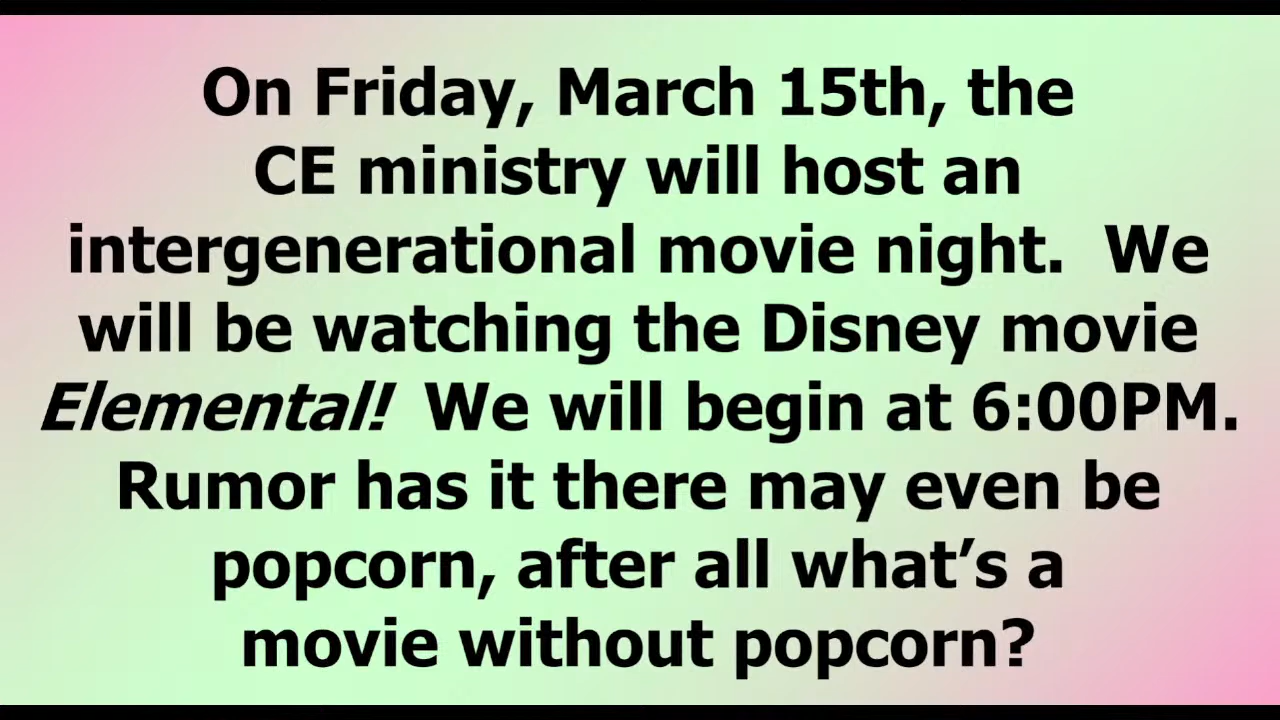 On Friday, March 15th, the
CE ministry will host an
intergenerational movie night.  We
will be watching the Disney movie
Elemental!  We will begin at 6:00PM.
Rumor has it there may even be
popcorn, after all what’s a
movie without popcorn?